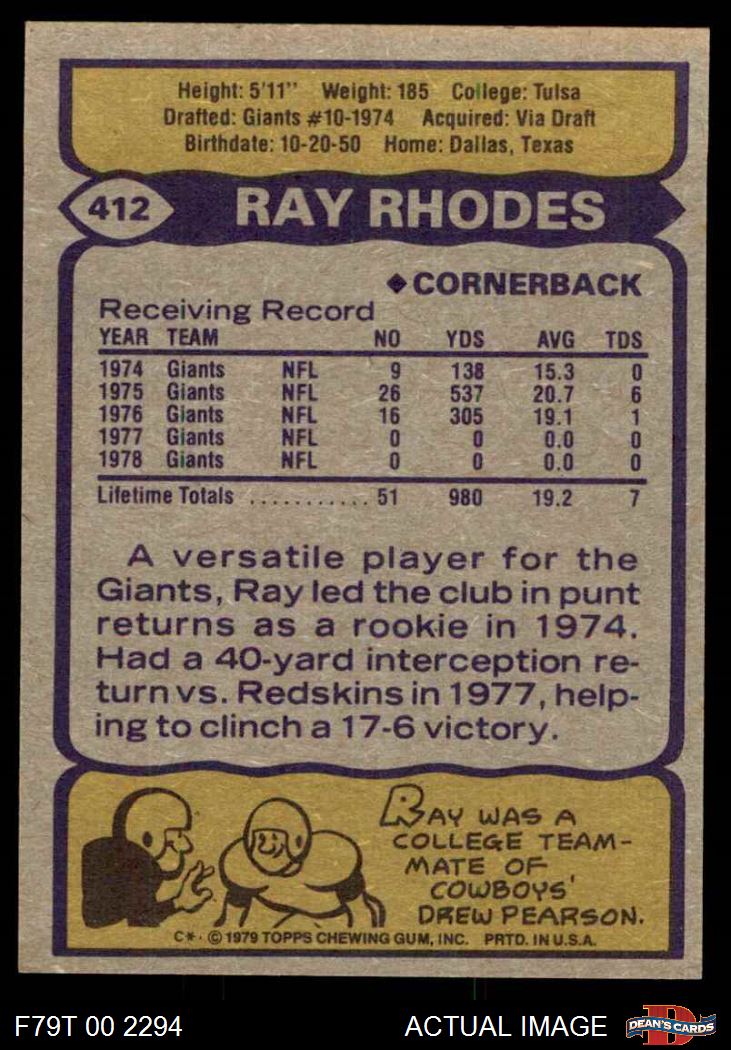 Height: 5'11" Weight: 185 College: Tulsa
Drafted: Giants #10-1974 Acquired: Via Draft
Birthdate: 10-20-50 Home: Dallas, Texas
412 RAY RHODES
◆CORNERBACK
Receiving Record
YEAR TEAM NO YDS AVG TDS
1974 Giants NFL 9 138 15.3 0
1975 Giants NFL 26 537 20.7 6
1976 Giants NFL 16 305 19.1 1
1977 Giants NFL 0 0 0.0 0
1978 Giants NFL 0 0 0.0 0
Lifetime Totals ........... 51 980 19.2 7
A versatile player for the
Giants, Ray led the club in punt
returns as a rookie in 1974.
Had a 40-yard interception re-
turn vs. Redskins in 1977, help-
ing to clinch a 17-6 victory.
RAY WAS A
COLLEGE TEAM-
MATE OF
COWBOYS'
DREW PEARSON.
C*. © 1979 TOPPS CHEWING GUM, INC. PRTD. IN U.S.A.
F79T 00 2294 ACTUAL IMAGE DEAN'S CARDS